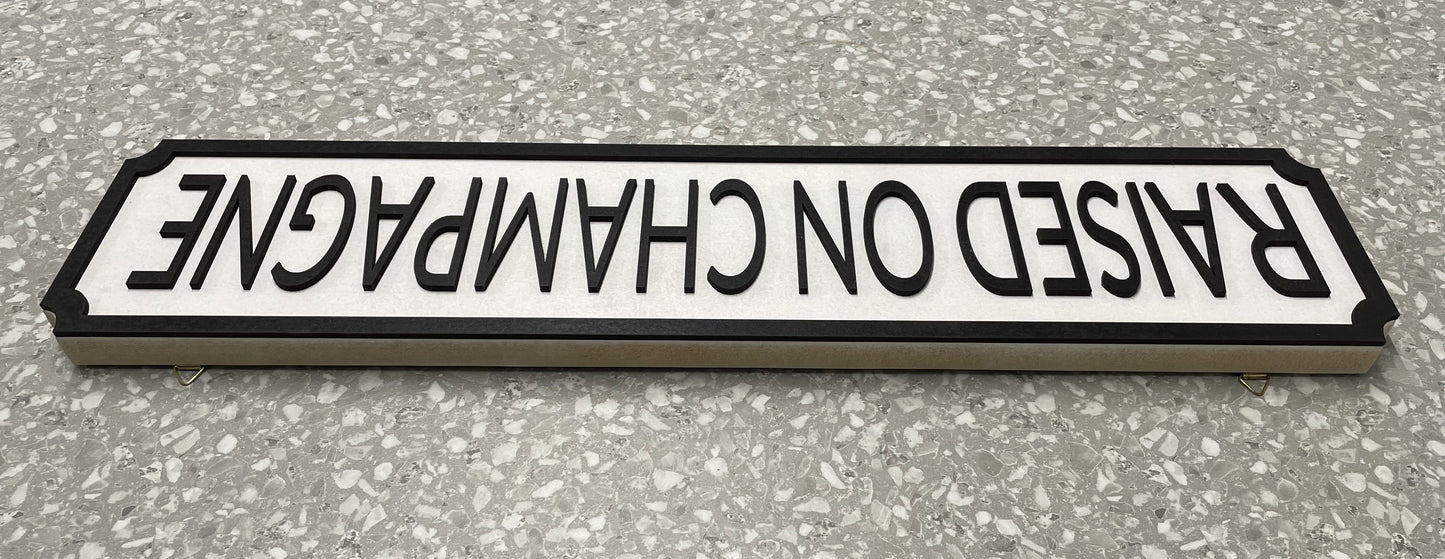 RAISED ON CHAMPAGNE